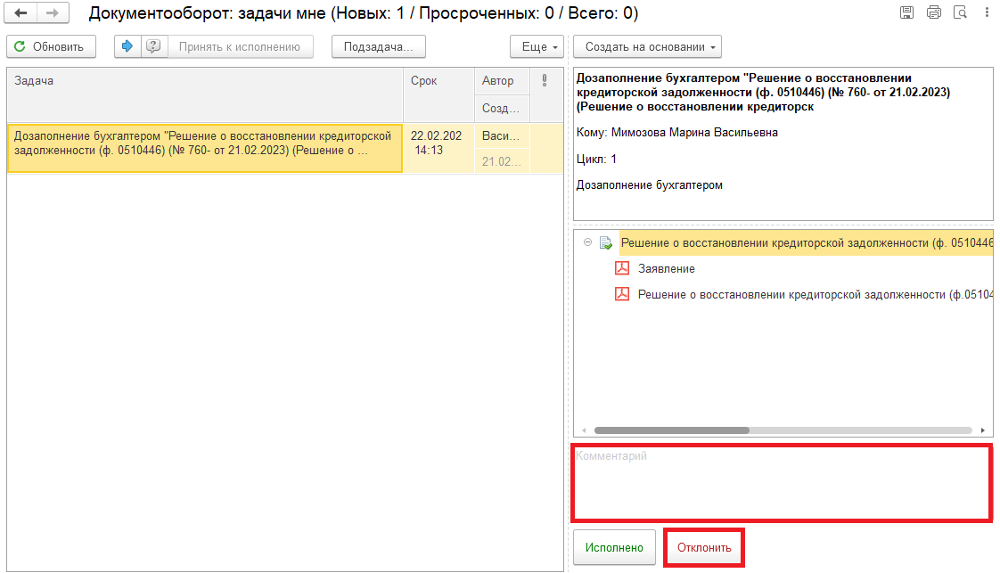 Документооборот: задачи мне (Новых: 1 / Просроченных: 0 / Всего: 0)
Обновить
Принять к исполнению
Подзадача...
Еще
Создать на основании
Задача
Срок
Автор
Созд...
Дозаполнение бухгалтером "Решение о восстановлении кредиторской
задолженности (ф. 0510446) (№ 760- от 21.02.2023) (Решение о ...
22.02.202
14:13
Васи...
21.02...
Дозаполнение бухгалтером "Решение о восстановлении
кредиторской задолженности (ф. 0510446) (№ 760- от 21.02.2023)
(Решение о восстановлении кредиторск
Кому: Мимозова Марина Васильевна
Цикл: 1
Дозаполнение бухгалтером
Решение о восстановлении кредиторской задолженности (ф. 0510446
Заявление
Решение о восстановлении кредиторской задолженности (ф.05104
Комментарий
Исполнено
Отклонить